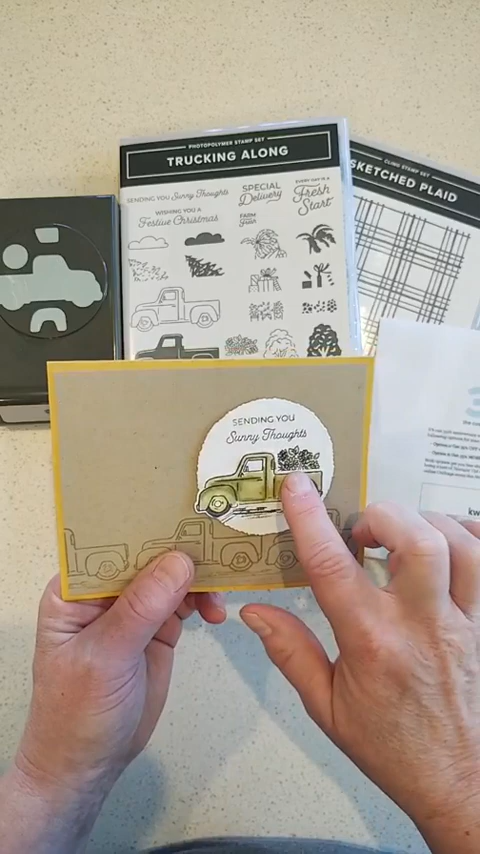 PHOTOPOLYMER STAMP SET
TRUCKING ALONG
SENDING YOU Sunny Thoughts
SPECIAL
Delivery
EVERY DAY IS A
Fresh
Start
WISHING YOU A
Festive Christmas
FARM
Fresh
CLING STAMP SET
SKETCHED PLAID
SENDING YOU
Sunny Thoughts
kw